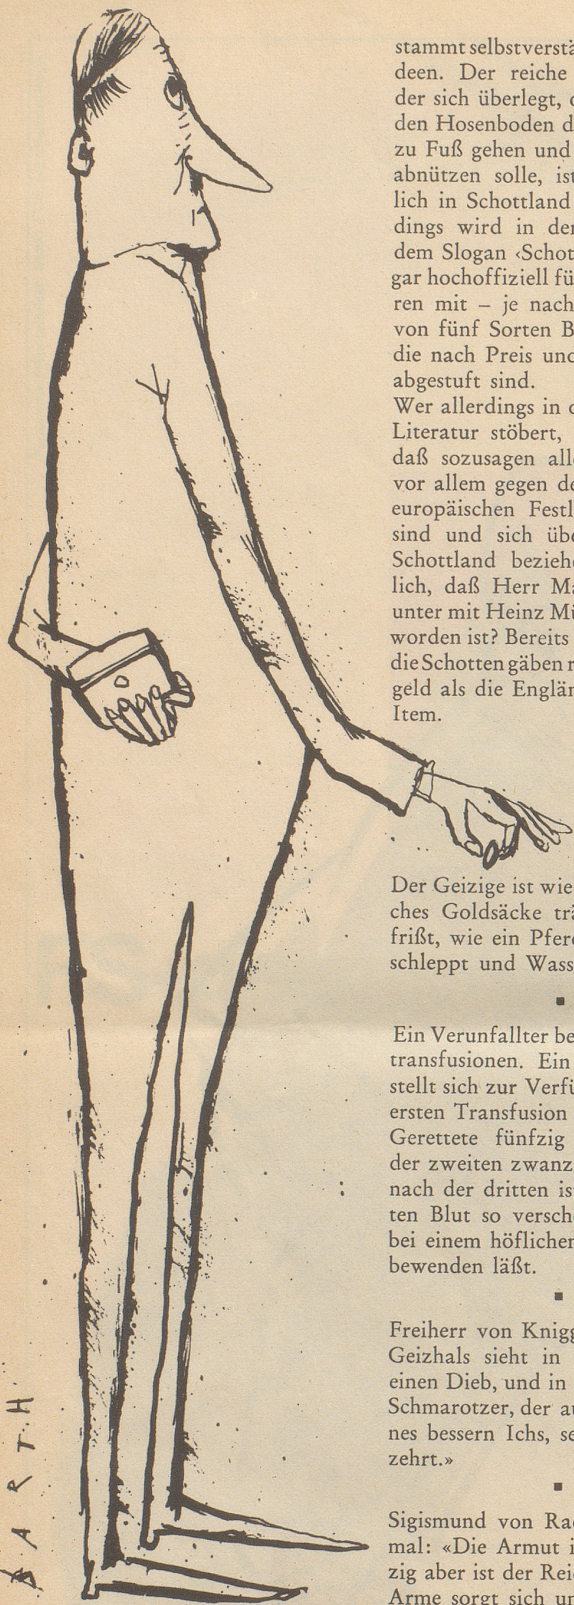 stammt selbstverstä
deen. Der reiche
der sich überlegt,
den Hosenboden d
zu Fuß gehen und
abnützen solle, ist
lich in Schottland
dings wird in der
dem Slogan ‹Schot
gar hochoffiziell fü
ren mit – je nach
von fünf Sorten B
die nach Preis und
abgestuft sind.
Wer allerdings in d
Literatur stöbert,
daß sozusagen all
vor allem gegen de
europäischen Festl
sind und sich übe
Schottland beziehe
lich, daß Herr Ma
unter mit Heinz Mü
worden ist? Bereits
die Schotten gäben
geld als die Englän
Item.
Der Geizige ist wie
ches Goldsäcke trä
frißt, wie ein Pferd
schleppt und Wass
Ein Verunfallter be
transfusionen. Ein
stellt sich zur Verfü
ersten Transfusion
Gerettete fünfzig
der zweiten zwanz
nach der dritten is
ten Blut so versch
bei einem höflichen
bewenden läßt.
Freiherr von Knigg
Geizhals sieht in
einen Dieb, und in
Schmarotzer, der au
nes bessern Ichs, se
zehrt.»
Sigismund von Rad
mal: «Die Armut i
zig aber ist der Reic
Arme sorgt sich un
BARTH